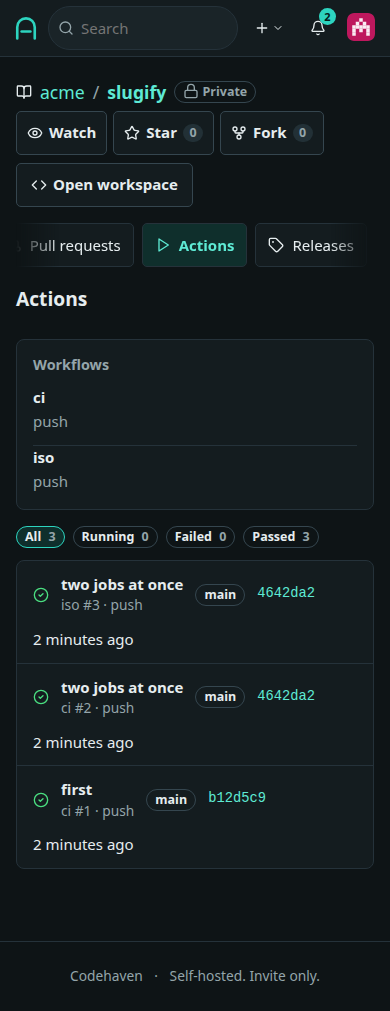 Search
2
acme / slugify Private
Watch Star 0 Fork 0
Open workspace
Pull requests Actions Releases
Actions
Workflows
ci
push
iso
push
All 3 Running 0 Failed 0 Passed 3
two jobs at once
iso #3 · push
main 4642da2
2 minutes ago
two jobs at once
ci #2 · push
main 4642da2
2 minutes ago
first
ci #1 · push
main b12d5c9
2 minutes ago
Codehaven · Self-hosted. Invite only.